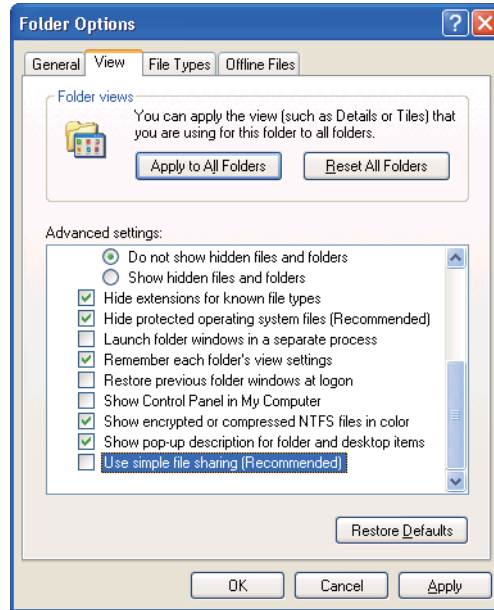 Folder Options
General View File Types Offline Files
Folder views
You can apply the view (such as Details or Tiles) that
you are using for this folder to all folders.
Apply to All Folders Reset All Folders
Advanced settings:
Do not show hidden files and folders
Show hidden files and folders
Hide extensions for known file types
Hide protected operating system files (Recommended)
Launch folder windows in a separate process
Remember each folder's view settings
Restore previous folder windows at logon
Show Control Panel in My Computer
Show encrypted or compressed NTFS files in color
Show pop-up description for folder and desktop items
Use simple file sharing (Recommended)
Restore Defaults
OK Cancel Apply